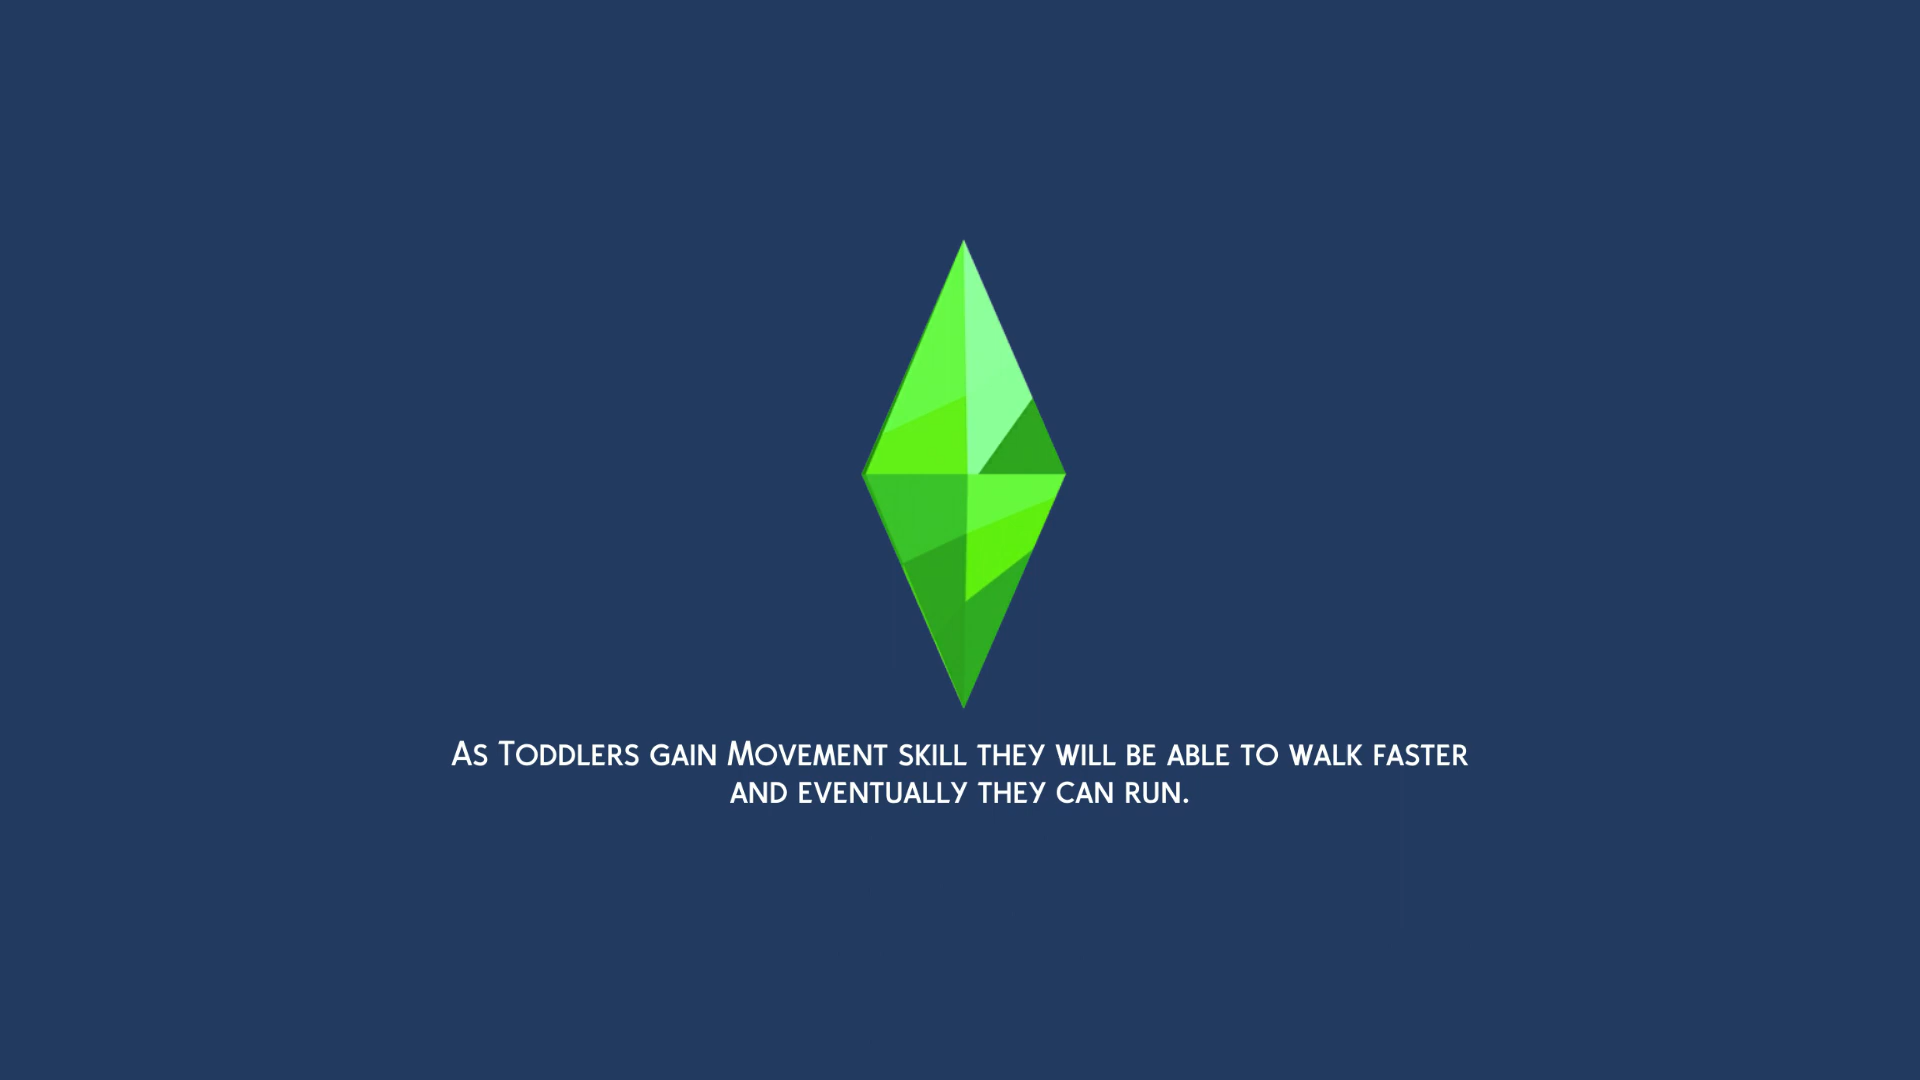 As Toddlers gain Movement skill they will be able to walk faster
and eventually they can run.